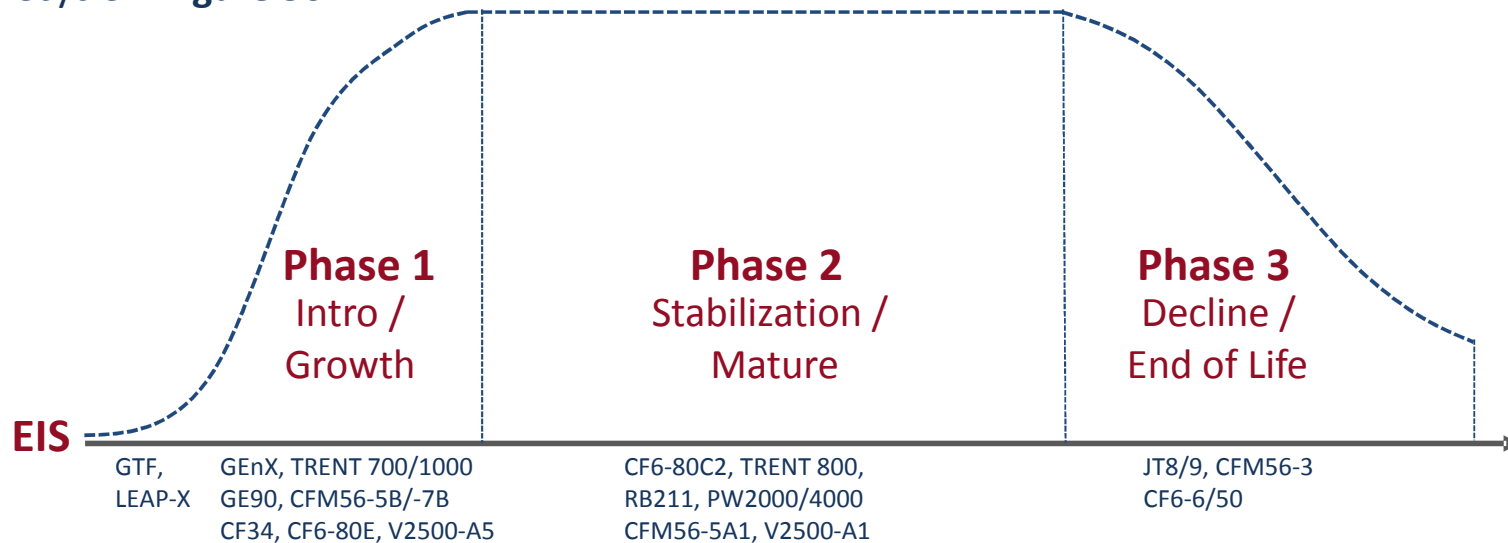 Phase 1
Intro /
Growth
Phase 2
Stabilization /
Mature
Phase 3
Decline /
End of Life
EIS
GTF,
LEAP-X
GEnX, TRENT 700/1000
GE90, CFM56-5B/-7B
CF34, CF6-80E, V2500-A5
CF6-80C2, TRENT 800,
RB211, PW2000/4000
CFM56-5A1, V2500-A1
JT8/9, CFM56-3
CF6-6/50